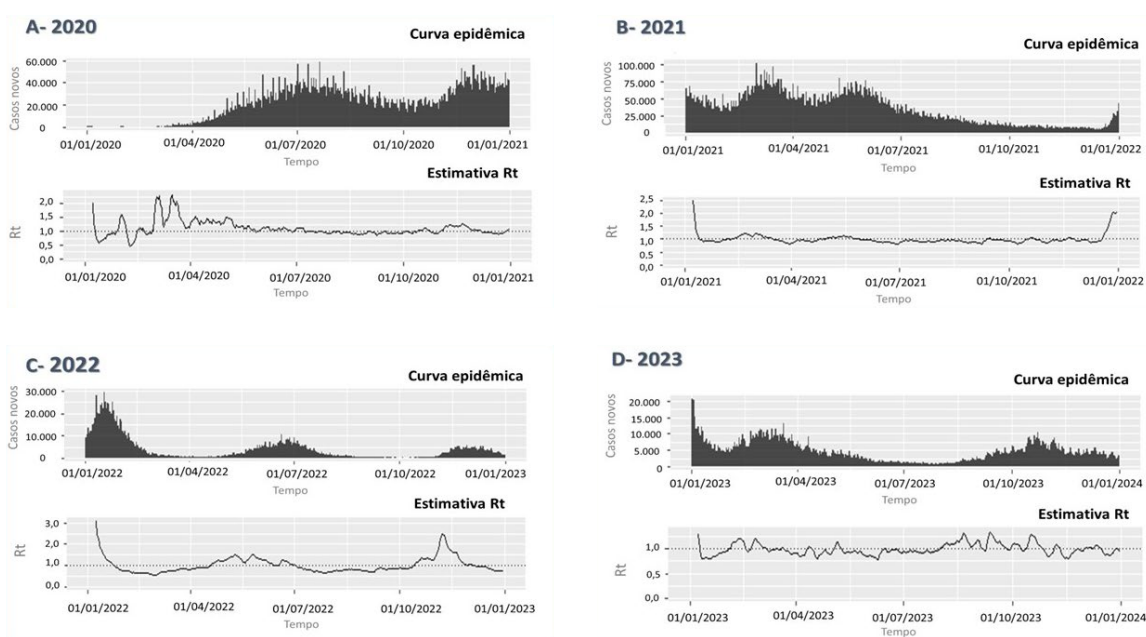 A- 2020
Curva epidêmica
Casos novos
60.000
40.000
20.000
0
01/01/2020 01/04/2020 01/07/2020 01/10/2020 01/01/2021
Tempo
Estimativa Rt
Rt
2,0
1,5
1,0
0,5
0,0
01/01/2020 01/04/2020 01/07/2020 01/10/2020 01/01/2021
Tempo
B- 2021
Curva epidêmica
Casos novos
100.000
75.000
50.000
25.000
0
01/01/2021 01/04/2021 01/07/2021 01/10/2021 01/01/2022
Tempo
Estimativa Rt
Rt
2,5
2,0
1,5
1,0
0,5
0,0
01/01/2021 01/04/2021 01/07/2021 01/10/2021 01/01/2022
Tempo
C- 2022
Curva epidêmica
Casos novos
30.000
20.000
10.000
0
01/01/2022 01/04/2022 01/07/2022 01/10/2022 01/01/2023
Tempo
Estimativa Rt
Rt
3,0
2,0
1,0
0,0
01/01/2022 01/04/2022 01/07/2022 01/10/2022 01/01/2023
Tempo
D- 2023
Curva epidêmica
Casos novos
20.000
15.000
10.000
5.000
0
01/01/2023 01/04/2023 01/07/2023 01/10/2023 01/01/2024
Tempo
Estimativa Rt
Rt
1,0
0,5
0,0
01/01/2023 01/04/2023 01/07/2023 01/10/2023 01/01/2024
Tempo